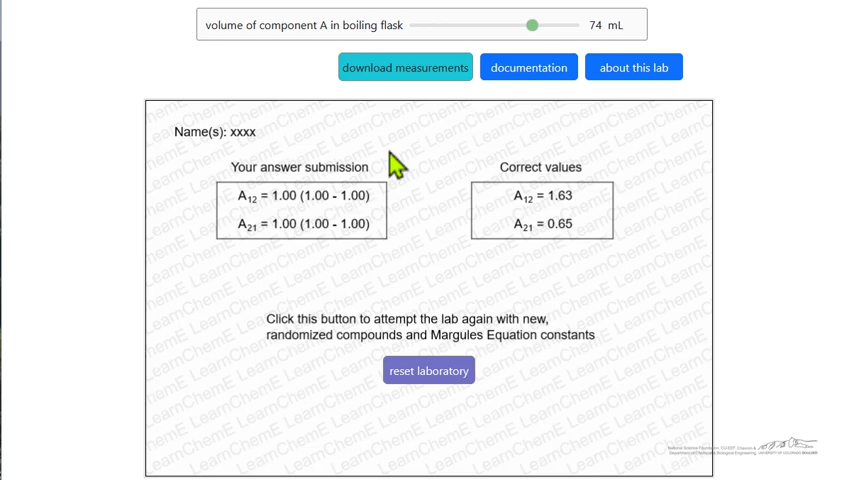 volume of component A in boiling flask 74 mL
download measurements documentation about this lab
Name(s): xxxx
Your answer submission Correct values
A12 = 1.00 (1.00 - 1.00) A12 = 1.63
A21 = 1.00 (1.00 - 1.00) A21 = 0.65
Click this button to attempt the lab again with new,
randomized compounds and Margules Equation constants
reset laboratory
LearnChemE